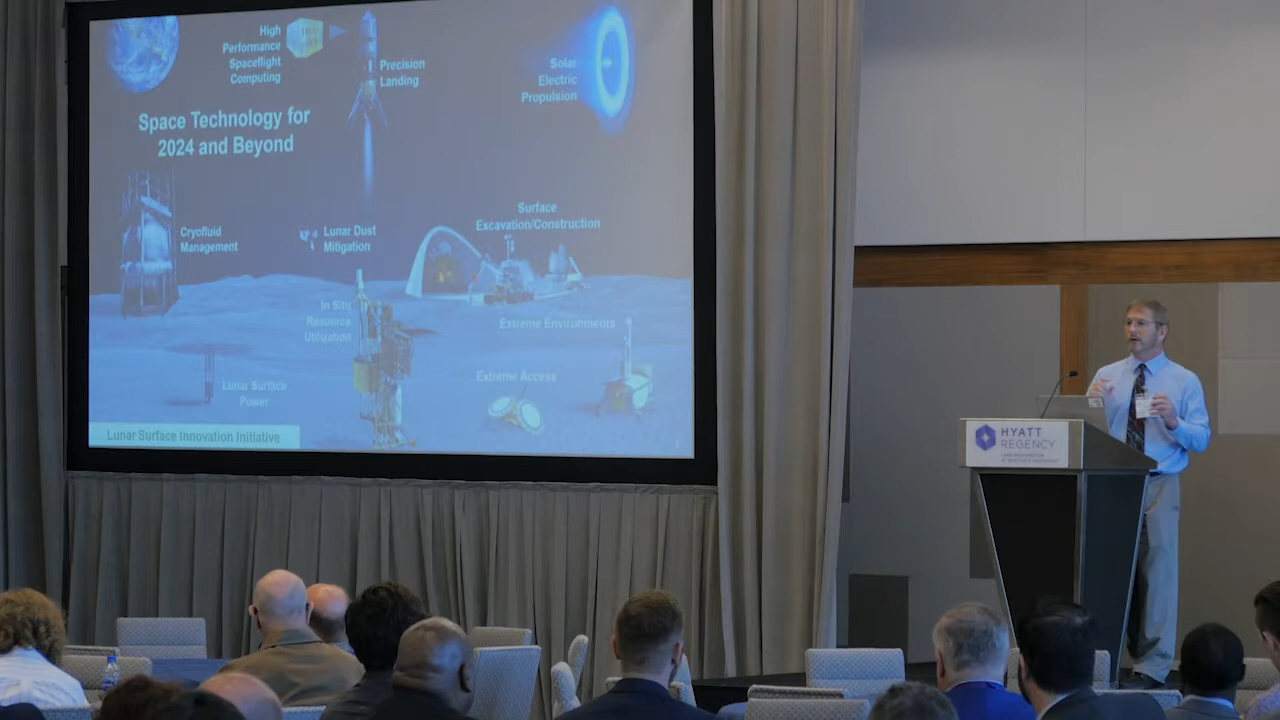 High
Performance
Spaceflight
Computing
Precision
Landing
Solar
Electric
Propulsion
Space Technology for
2024 and Beyond
Surface
Excavation/Construction
Cryofluid
Management
Lunar Dust
Mitigation
In Situ
Resource
Utilization
Extreme Environments
Extreme Access
Lunar Surface
Power
Lunar Surface Innovation Initiative
HYATT
REGENCY